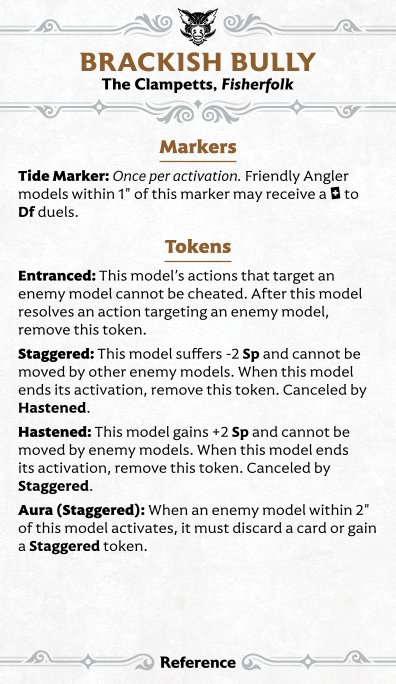 BRACKISH BULLY
The Clampetts, Fisherfolk
Markers
Tide Marker: Once per activation. Friendly Angler
models within 1" of this marker may receive a + to
Df duels.
Tokens
Entranced: This model's actions that target an
enemy model cannot be cheated. After this model
resolves an action targeting an enemy model,
remove this token.
Staggered: This model suffers -2 Sp and cannot be
moved by other enemy models. When this model
ends its activation, remove this token. Canceled by
Hastened.
Hastened: This model gains +2 Sp and cannot be
moved by enemy models. When this model ends
its activation, remove this token. Canceled by
Staggered.
Aura (Staggered): When an enemy model within 2"
of this model activates, it must discard a card or gain
a Staggered token.
Reference